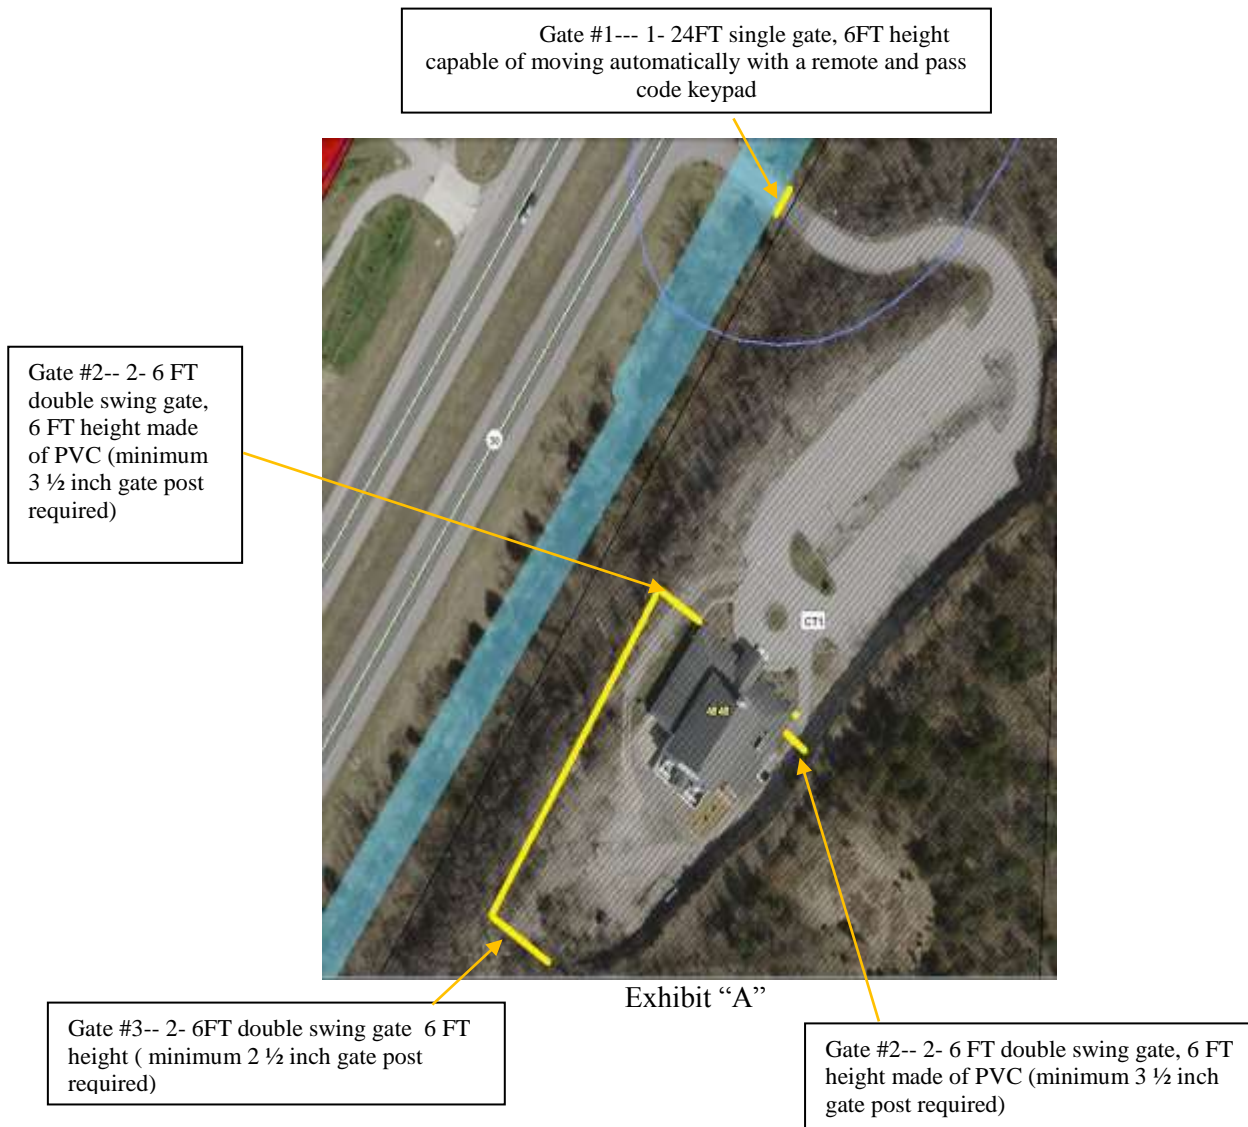 Gate #1--- 1- 24FT single gate, 6FT height
capable of moving automatically with a remote and pass
code keypad
Gate #2-- 2- 6 FT
double swing gate,
6 FT height made
of PVC (minimum
3 ½ inch gate post
required)
30
CT1
Exhibit “A”
Gate #3-- 2- 6FT double swing gate  6 FT
height ( minimum 2 ½ inch gate post
required)
Gate #2-- 2- 6 FT double swing gate, 6 FT
height made of PVC (minimum 3 ½ inch
gate post required)